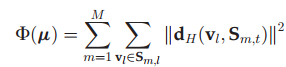 Φ(μ) = ∑_{m=1}^{M} ∑_{v_l∈S_{m,l}} ‖d_H(v_l, S_{m,t})‖²